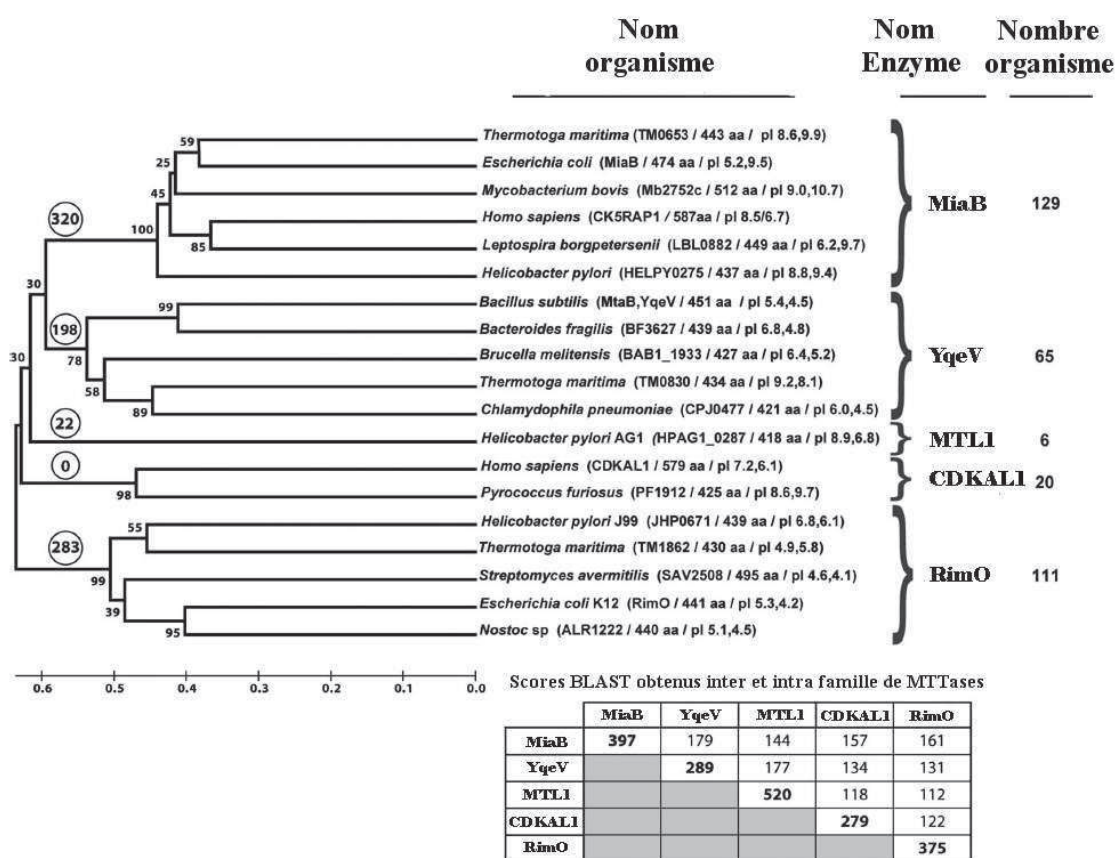 Nom organisme
Nom Enzyme
Nombre organisme
Thermotoga maritima (TM0653 / 443 aa / pI 8.6,9.9)
Escherichia coli (MiaB / 474 aa / pI 5.2,9.5)
Mycobacterium bovis (Mb2752c / 512 aa / pI 9.0,10.7)
Homo sapiens (CK5RAP1 / 587aa / pI 8.5/6.7)
Leptospira borgpetersenii (LBL0882 / 449 aa / pI 6.2,9.7)
Helicobacter pylori (HELPY0275 / 437 aa / pI 8.8,9.4)
MiaB 129
Bacillus subtilis (MtaB,YqeV / 451 aa / pI 5.4,4.5)
Bacteroides fragilis (BF3627 / 439 aa / pI 6.8,4.8)
Brucella melitensis (BAB1_1933 / 427 aa / pI 6.4,5.2)
Thermotoga maritima (TM0830 / 434 aa / pI 9.2,8.1)
Chlamydophila pneumoniae (CPJ0477 / 421 aa / pI 6.0,4.5)
YqeV 65
Helicobacter pylori AG1 (HPAG1_0287 / 418 aa / pI 8.9,6.8)
MTL1 6
Homo sapiens (CDKAL1 / 579 aa / pI 7.2,6.1)
Pyrococcus furiosus (PF1912 / 425 aa / pI 8.6,9.7)
CDKAL1 20
Helicobacter pylori J99 (JHP0671 / 439 aa / pI 6.8,6.1)
Thermotoga maritima (TM1862 / 430 aa / pI 4.9,5.8)
Streptomyces avermitilis (SAV2508 / 495 aa / pI 4.6,4.1)
Escherichia coli K12 (RimO / 441 aa / pI 5.3,4.2)
Nostoc sp (ALR1222 / 440 aa / pI 5.1,4.5)
RimO 111
59
25
45
320
100
85
30
99
198
78
30
58
89
22
0
98
55
283
99
39
95
0.6 0.5 0.4 0.3 0.2 0.1 0.0
Scores BLAST obtenus inter et intra famille de MTTases
MiaB YqeV MTL1 CDKAL1 RimO
MiaB 397 179 144 157 161
YqeV 289 177 134 131
MTL1 520 118 112
CDKAL1 279 122
RimO 375